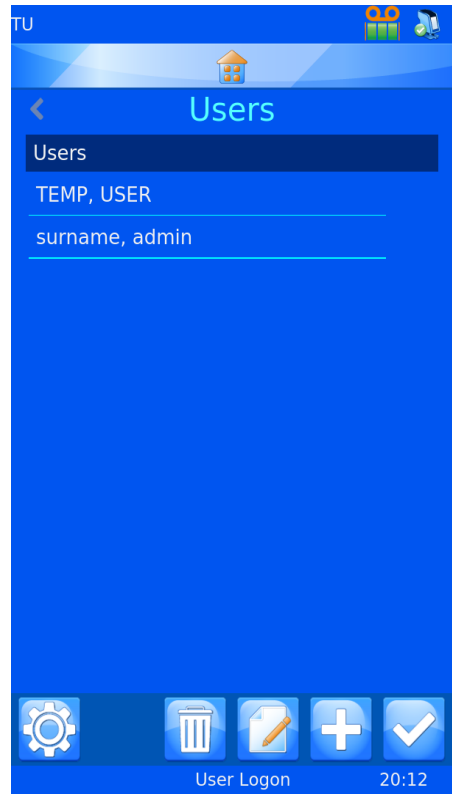 TU
Users
Users
TEMP, USER
surname, admin
User Logon 20:12